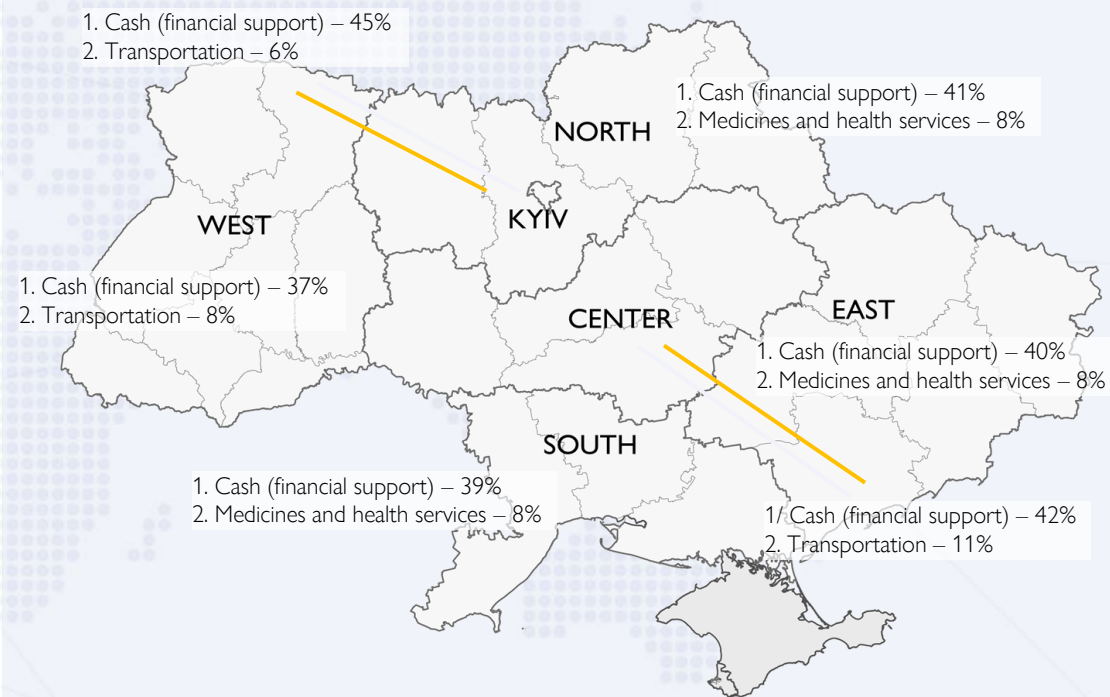 1. Cash (financial support) – 45%
2. Transportation – 6%
1. Cash (financial support) – 41%
2. Medicines and health services – 8%
NORTH
KYIV
WEST
1. Cash (financial support) – 37%
2. Transportation – 8%
CENTER
EAST
1. Cash (financial support) – 40%
2. Medicines and health services – 8%
SOUTH
1. Cash (financial support) – 39%
2. Medicines and health services – 8%
1/ Cash (financial support) – 42%
2. Transportation – 11%